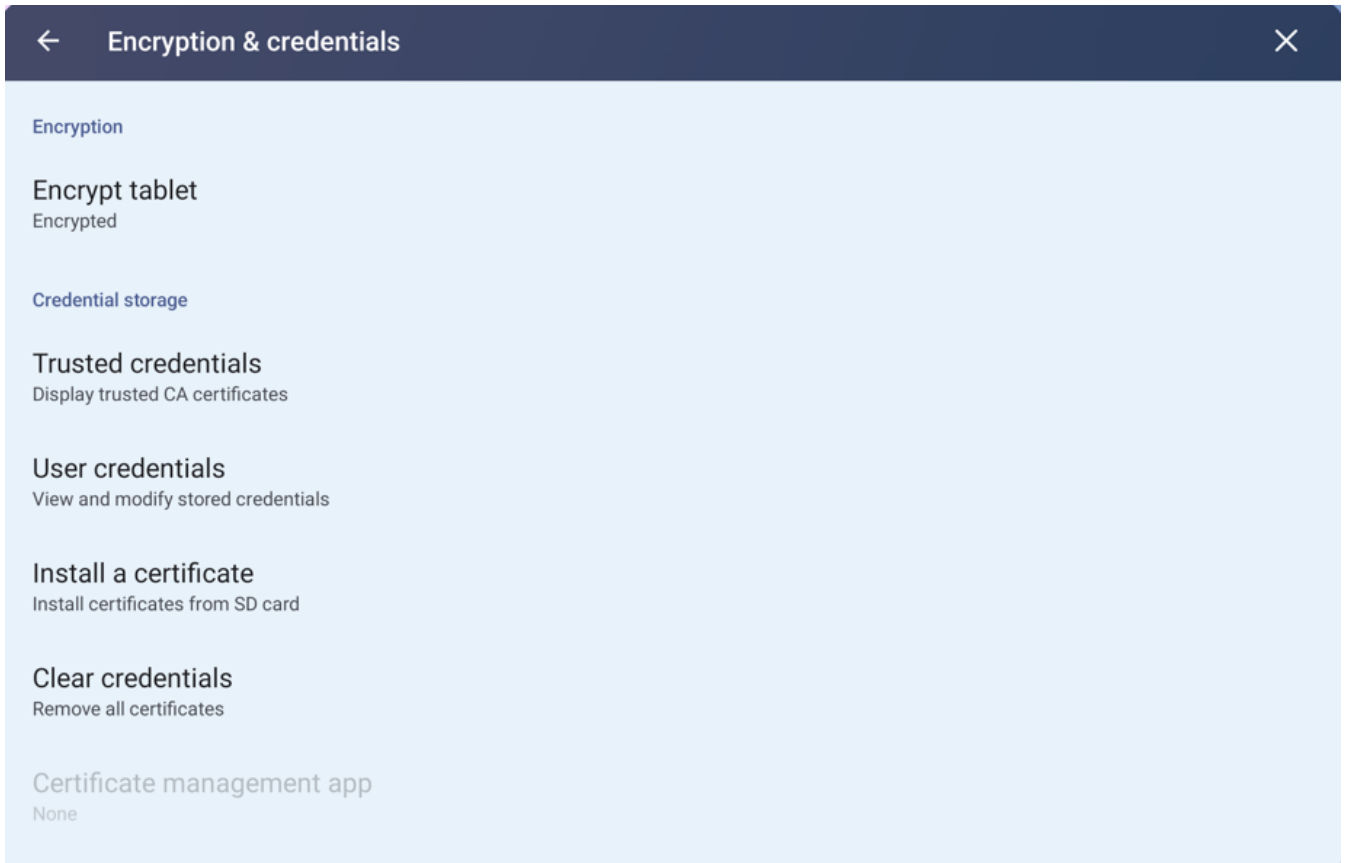 Encryption & credentials
Encryption
Encrypt tablet
Encrypted
Credential storage
Trusted credentials
Display trusted CA certificates
User credentials
View and modify stored credentials
Install a certificate
Install certificates from SD card
Clear credentials
Remove all certificates
Certificate management app
None